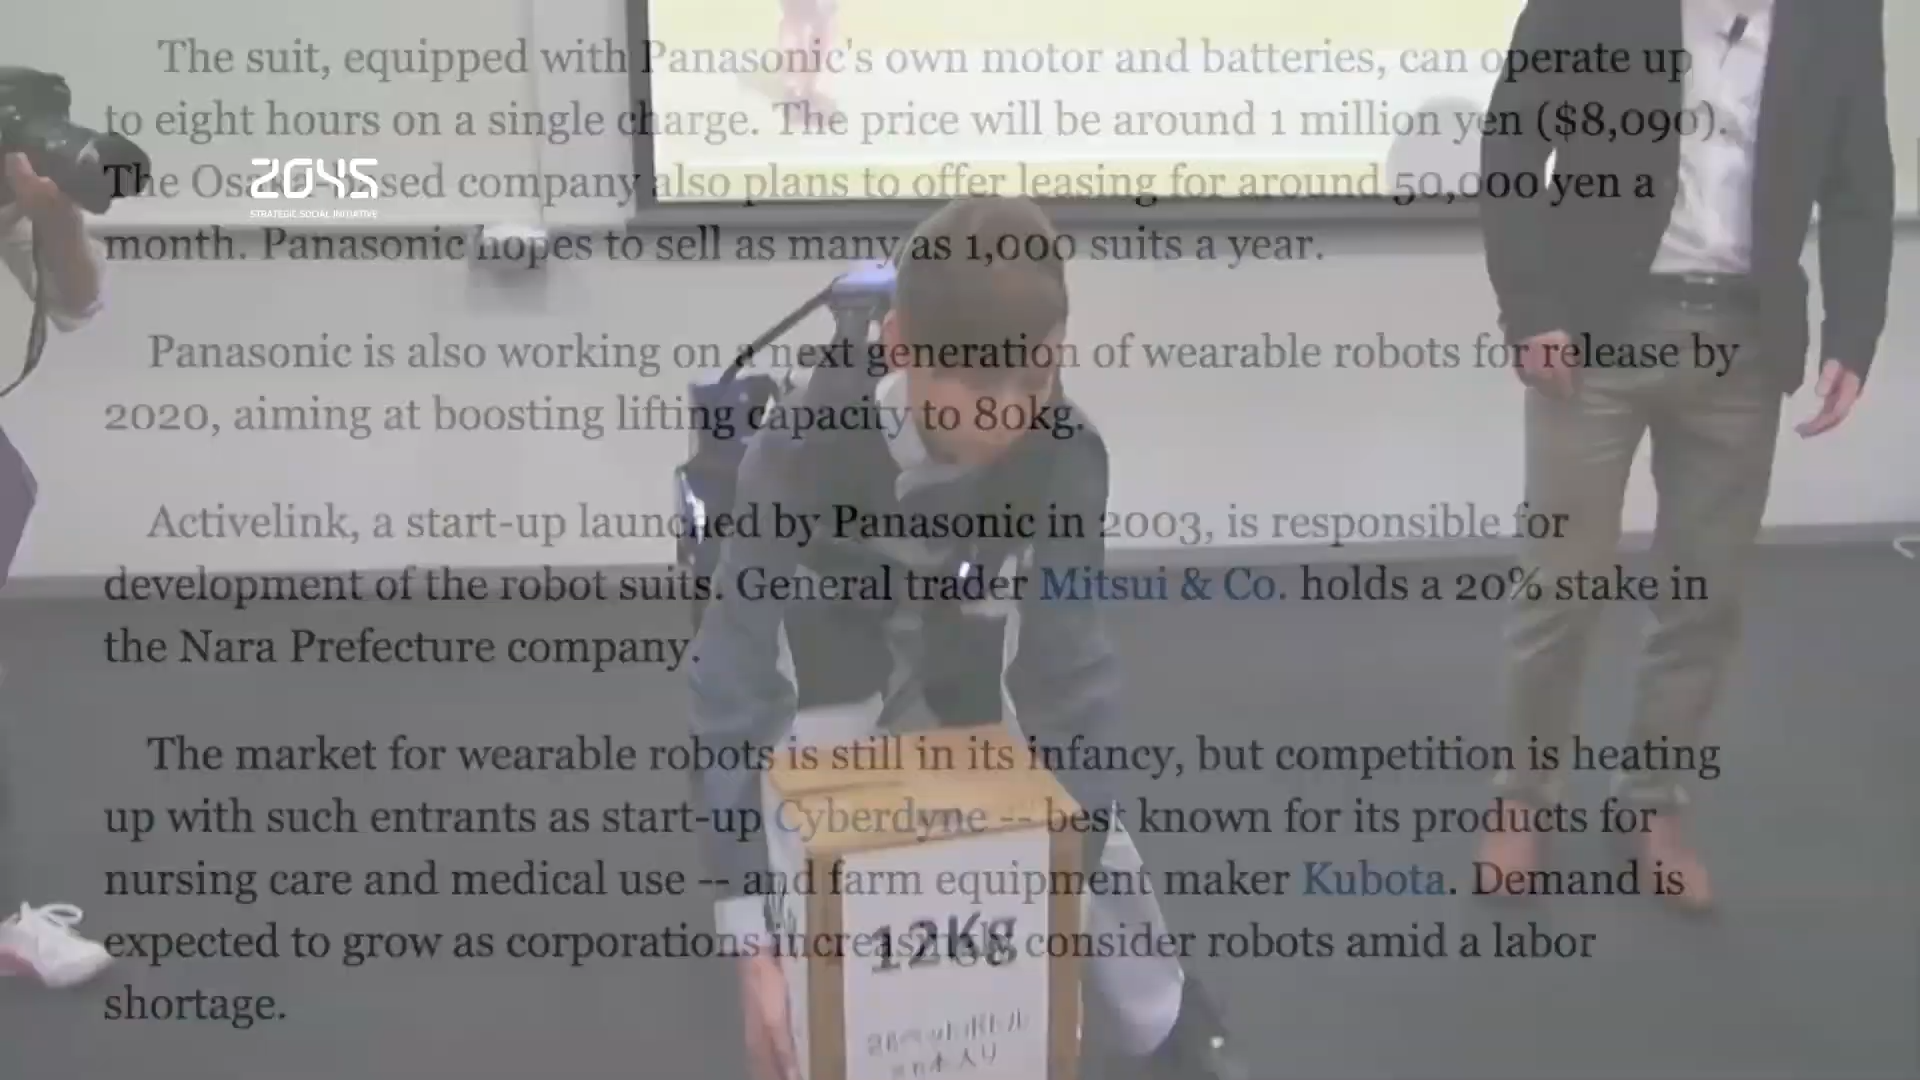 The suit, equipped with Panasonic's own motor and batteries, can operate up
to eight hours on a single charge. The price will be around 1 million yen ($8,090).
The Osaka-based company also plans to offer leasing for around 50,000 yen a
month. Panasonic hopes to sell as many as 1,000 suits a year.
2045
STRATEGIC SOCIAL INITIATIVE
Panasonic is also working on a next generation of wearable robots for release by
2020, aiming at boosting lifting capacity to 80kg.
Activelink, a start-up launched by Panasonic in 2003, is responsible for
development of the robot suits. General trader Mitsui & Co. holds a 20% stake in
the Nara Prefecture company.
The market for wearable robots is still in its infancy, but competition is heating
up with such entrants as start-up Cyberdyne -- best known for its products for
nursing care and medical use -- and farm equipment maker Kubota. Demand is
expected to grow as corporations increasingly consider robots amid a labor
shortage.
12Kg